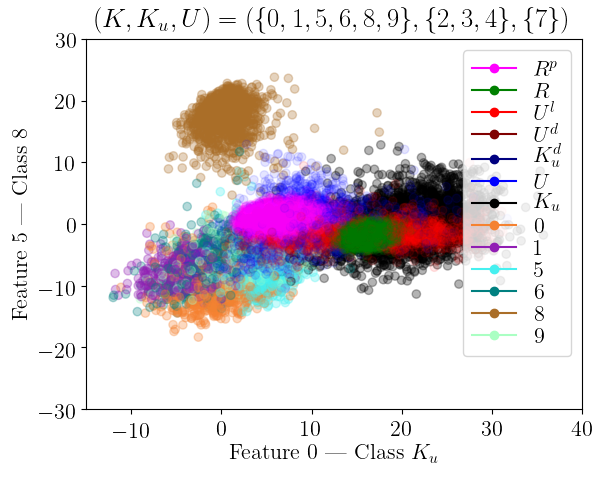 (K, K_u, U) = ({0, 1, 5, 6, 8, 9}, {2, 3, 4}, {7})
30
20
10
0
−10
−20
−30
Feature 5 — Class 8
R^p
R
U^l
U^d
K_u^d
U
K_u
0
1
5
6
8
9
−10 0 10 20 30 40
Feature 0 — Class K_u